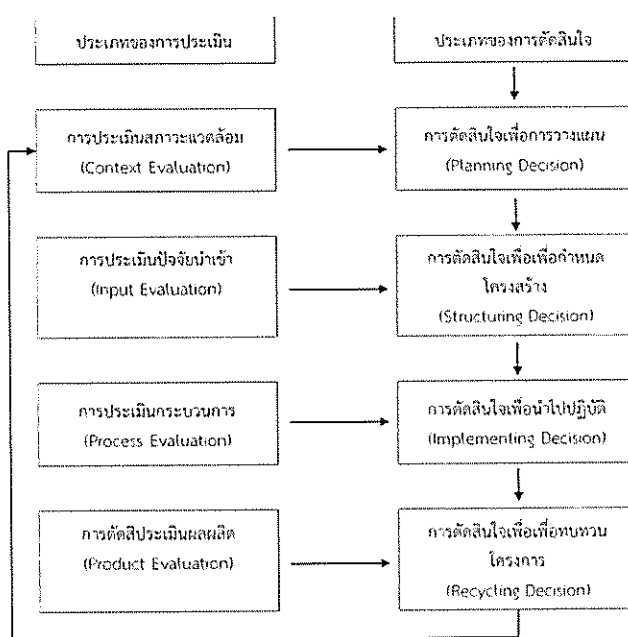 ประเภทของการประเมิน
ประเภทของการตัดสินใจ
การประเมินสภาวะแวดล้อม
(Context Evaluation)
การตัดสินใจเพื่อการวางแผน
(Planning Decision)
การประเมินปัจจัยนำเข้า
(Input Evaluation)
การตัดสินใจเพื่อเพื่อกำหนด
โครงสร้าง
(Structuring Decision)
การประเมินกระบวนการ
(Process Evaluation)
การตัดสินใจเพื่อนำไปปฏิบัติ
(Implementing Decision)
การตัดสิประเมินผลผลิต
(Product Evaluation)
การตัดสินใจเพื่อเพื่อทบทวน
โครงการ
(Recycling Decision)